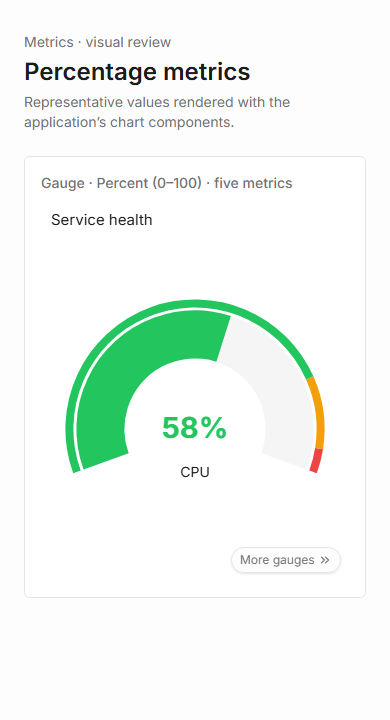 Metrics · visual review
Percentage metrics
Representative values rendered with the
application’s chart components.
Gauge · Percent (0–100) · five metrics
Service health
58%
CPU
More gauges »